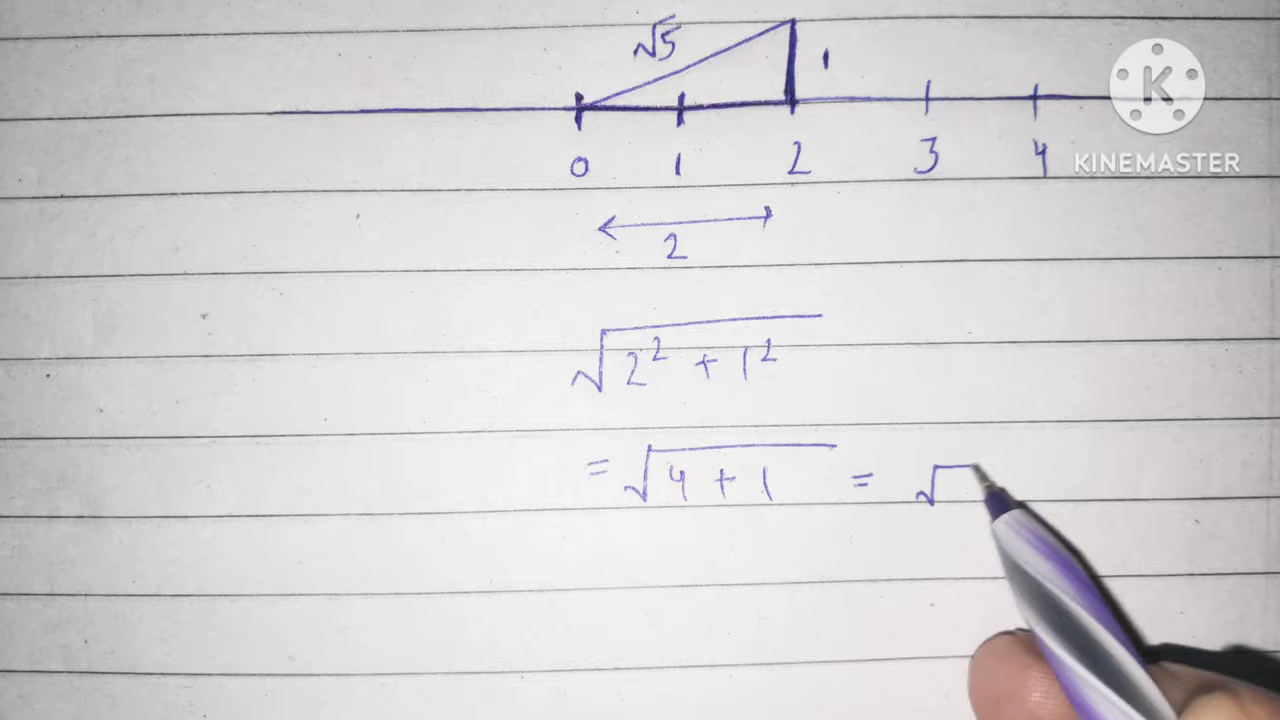 √5
1
0 1 2 3 4
K
KINEMASTER
2
√2² + 1²
= √4 + 1 = √